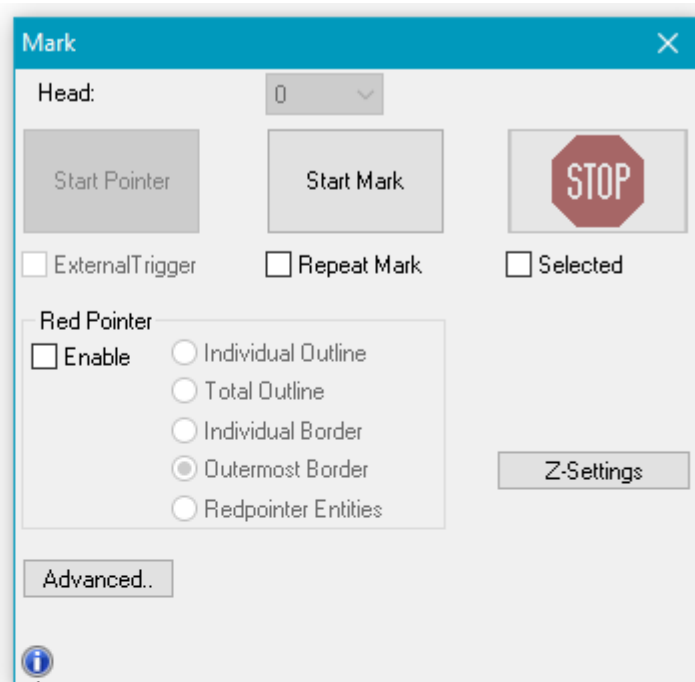 Mark
Head:
0
Start Pointer
Start Mark
STOP
ExternalTrigger
Repeat Mark
Selected
Red Pointer
Enable
Individual Outline
Total Outline
Individual Border
Outermost Border
Redpointer Entities
Z-Settings
Advanced..